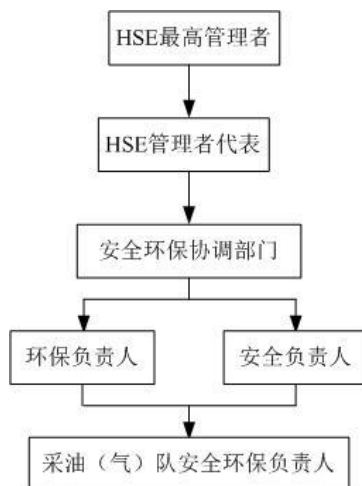 HSE最高管理者
HSE管理者代表
安全环保协调部门
环保负责人
安全负责人
采油（气）队安全环保负责人